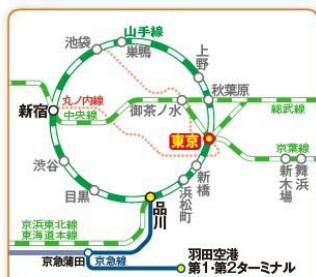 山手線
池袋
巣鴨
上野
丸ノ内線
秋葉原
新宿
中央線
御茶ノ水
総武線
東京
京葉線
渋谷
新橋
新木場
舞浜
目黒
浜松町
品川
京浜東北線
東海道本線
京急蒲田
京急線
羽田空港
第1・第2ターミナル